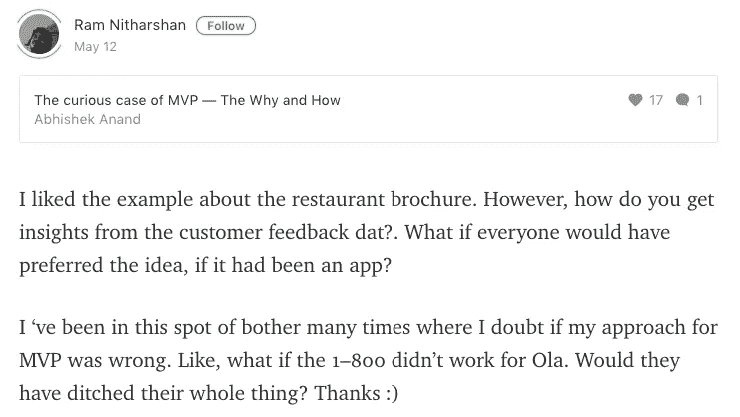 Ram Nitharshan Follow
May 12
The curious case of MVP — The Why and How 17 1
Abhishek Anand
I liked the example about the restaurant brochure. However, how do you get
insights from the customer feedback dat?. What if everyone would have
preferred the idea, if it had been an app?
I ‘ve been in this spot of bother many times where I doubt if my approach for
MVP was wrong. Like, what if the 1–800 didn’t work for Ola. Would they
have ditched their whole thing? Thanks :)